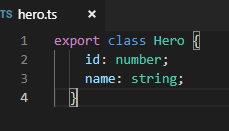 TS hero.ts ×
1 export class Hero {
2 id: number;
3 name: string;
4 }